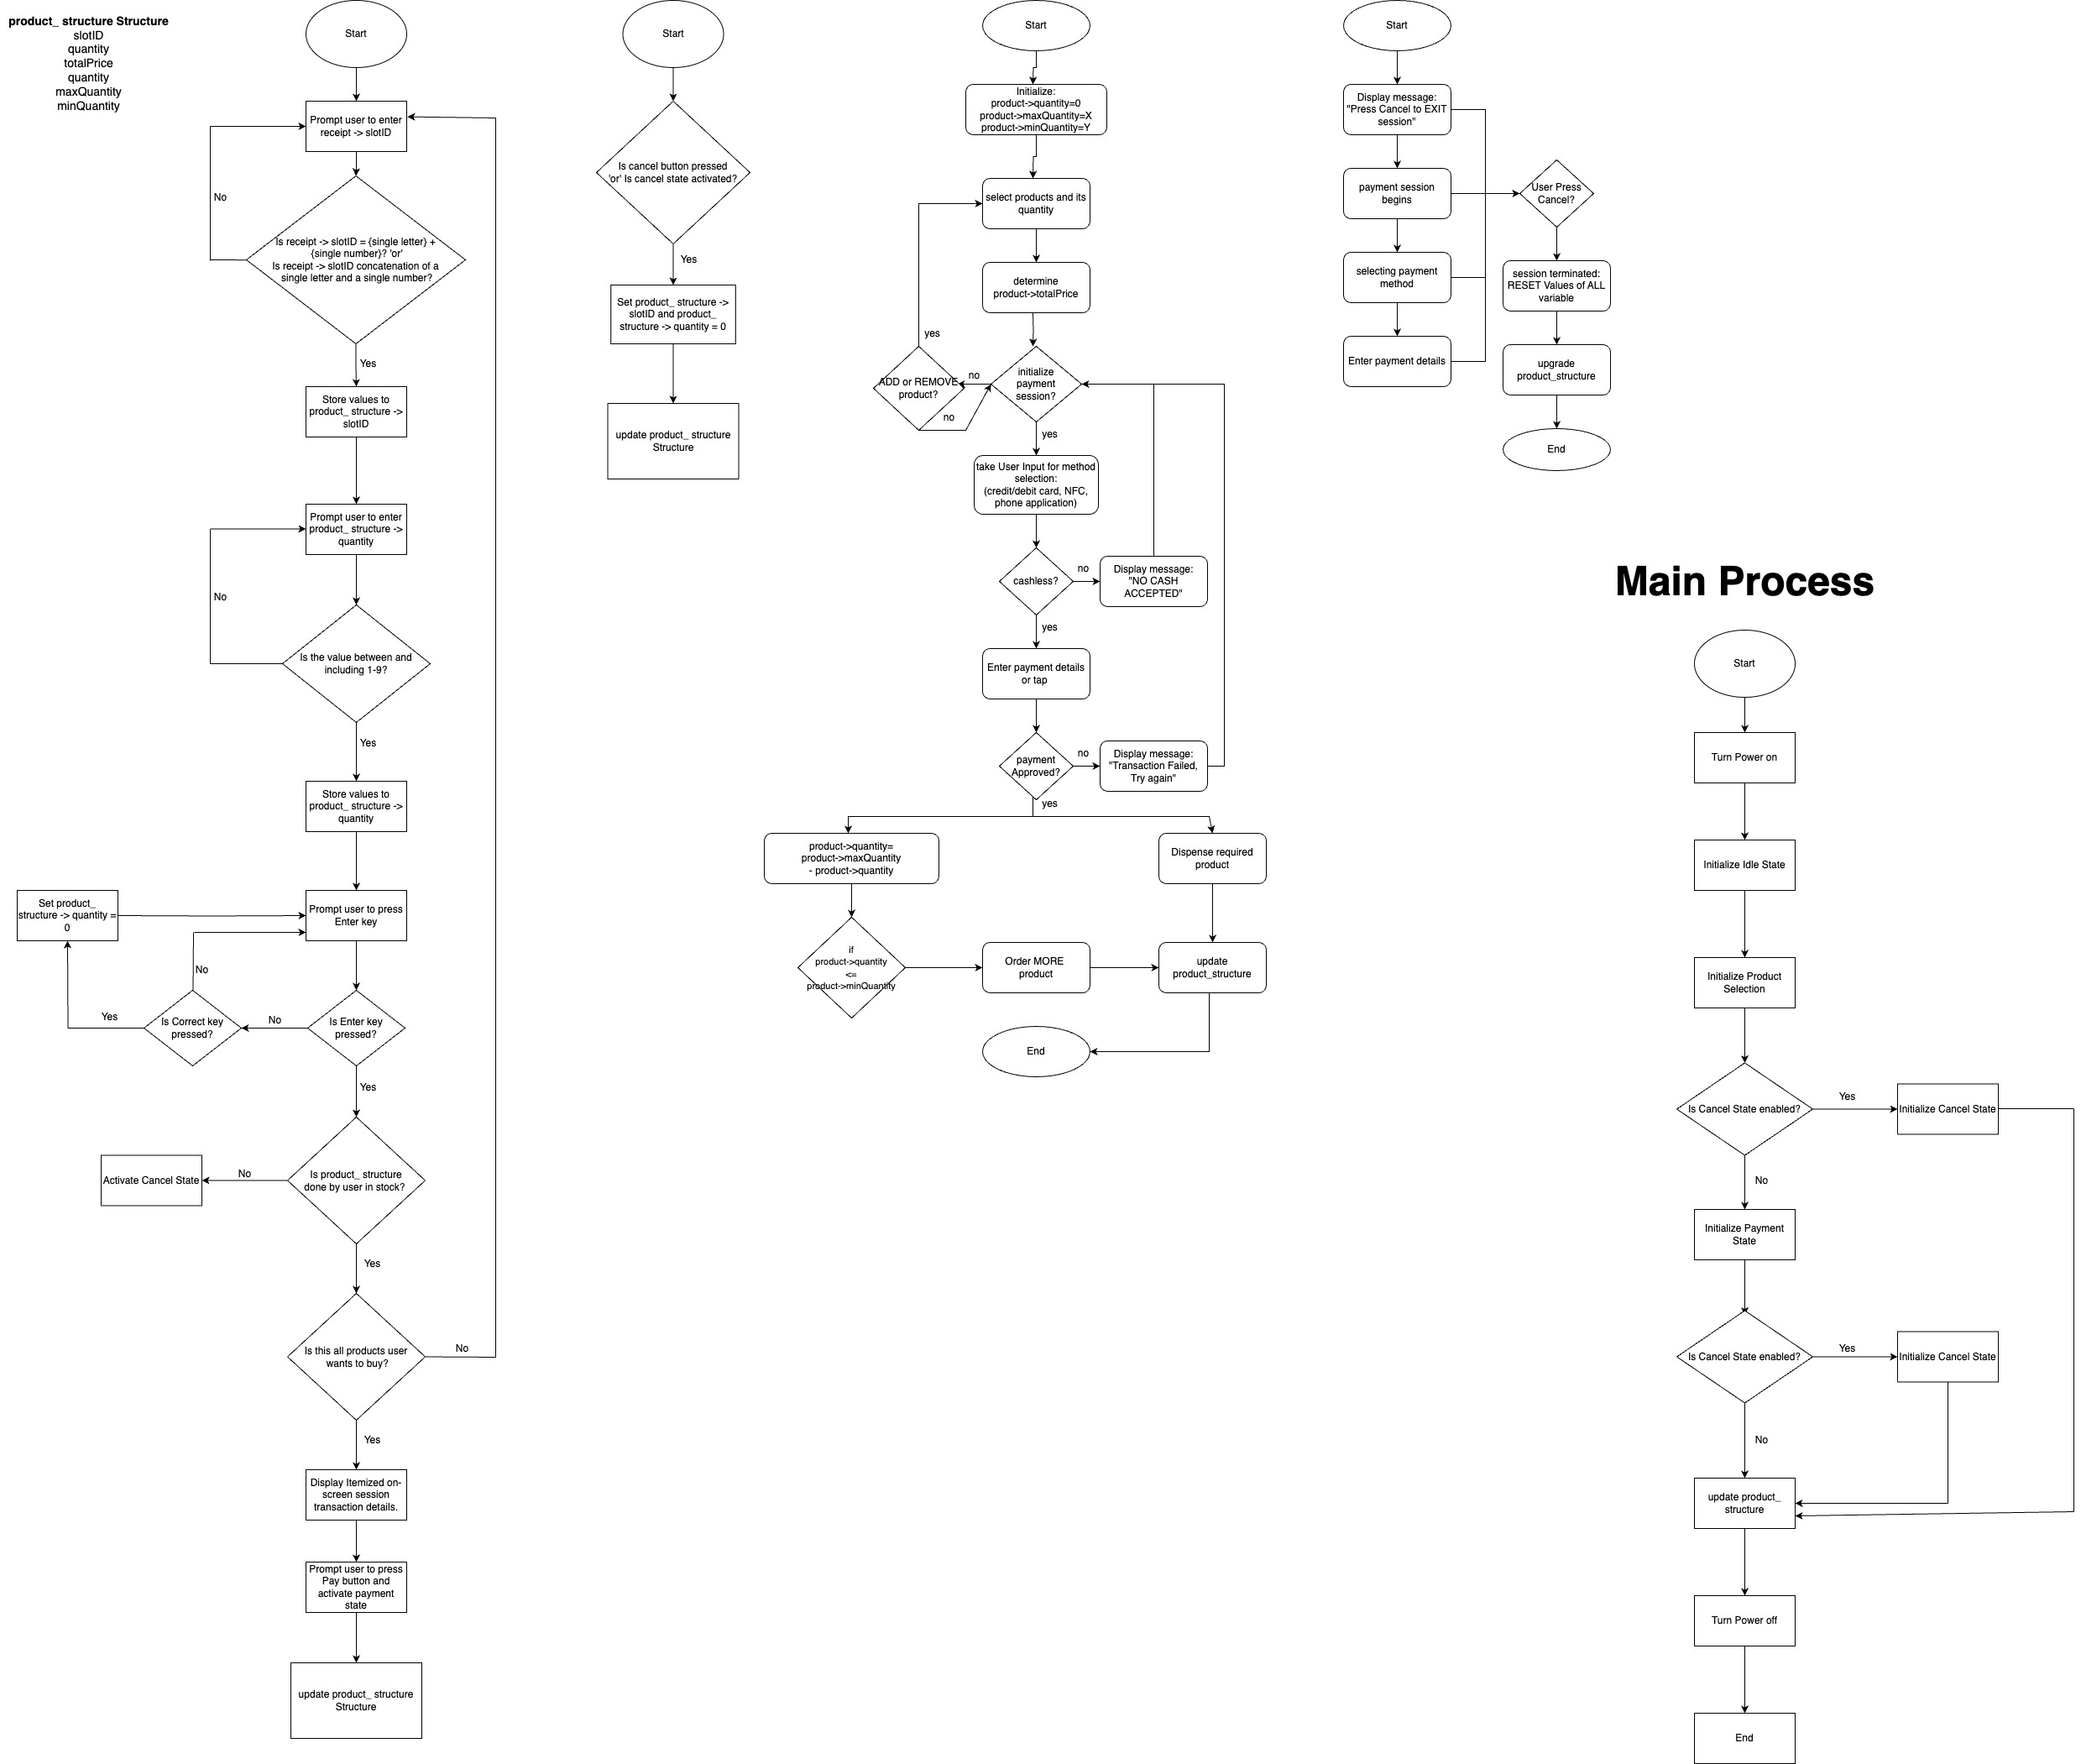 product_ structure Structure
slotID
quantity
totalPrice
quantity
maxQuantity
minQuantity
Start
Prompt user to enter
receipt -> slotID
No
Is receipt -> slotID = {single letter} +
{single number}? 'or'
Is receipt -> slotID concatenation of a
single letter and a single number?
Yes
Store values to
product_ structure ->
slotID
Prompt user to enter
product_ structure ->
quantity
No
Is the value between and
including 1-9?
Yes
Store values to
product_ structure ->
quantity
Set product_
structure -> quantity =
0
Prompt user to press
Enter key
No
Yes
Is Correct key
pressed?
No
Is Enter key
pressed?
Yes
Activate Cancel State
No
Is product_ structure
done by user in stock?
Yes
Is this all products user
wants to buy?
No
Yes
Display Itemized on-
screen session
transaction details.
Prompt user to press
Pay button and
activate payment
state
update product_ structure
Structure
Start
Is cancel button pressed
'or' Is cancel state activated?
Yes
Set product_ structure ->
slotID and product_
structure -> quantity = 0
update product_ structure
Structure
Start
Initialize:
product->quantity=0
product->maxQuantity=X
product->minQuantity=Y
select products and its
quantity
determine
product->totalPrice
yes
ADD or REMOVE
product?
no
no
initialize
payment
session?
yes
take User Input for method
selection:
(credit/debit card, NFC,
phone application)
cashless?
no
Display message:
"NO CASH
ACCEPTED"
yes
Enter payment details
or tap
payment
Approved?
no
Display message:
"Transaction Failed,
Try again"
yes
product->quantity=
product->maxQuantity
- product->quantity
Dispense required
product
if
product->quantity
<=
product->minQuantity
Order MORE
product
update
product_structure
End
Start
Display message:
"Press Cancel to EXIT
session"
payment session
begins
User Press
Cancel?
selecting payment
method
session terminated:
RESET Values of ALL
variable
Enter payment details
upgrade
product_structure
End
Main Process
Start
Turn Power on
Initialize Idle State
Initialize Product
Selection
Is Cancel State enabled?
Yes
Initialize Cancel State
No
Initialize Payment
State
Is Cancel State enabled?
Yes
Initialize Cancel State
No
update product_
structure
Turn Power off
End